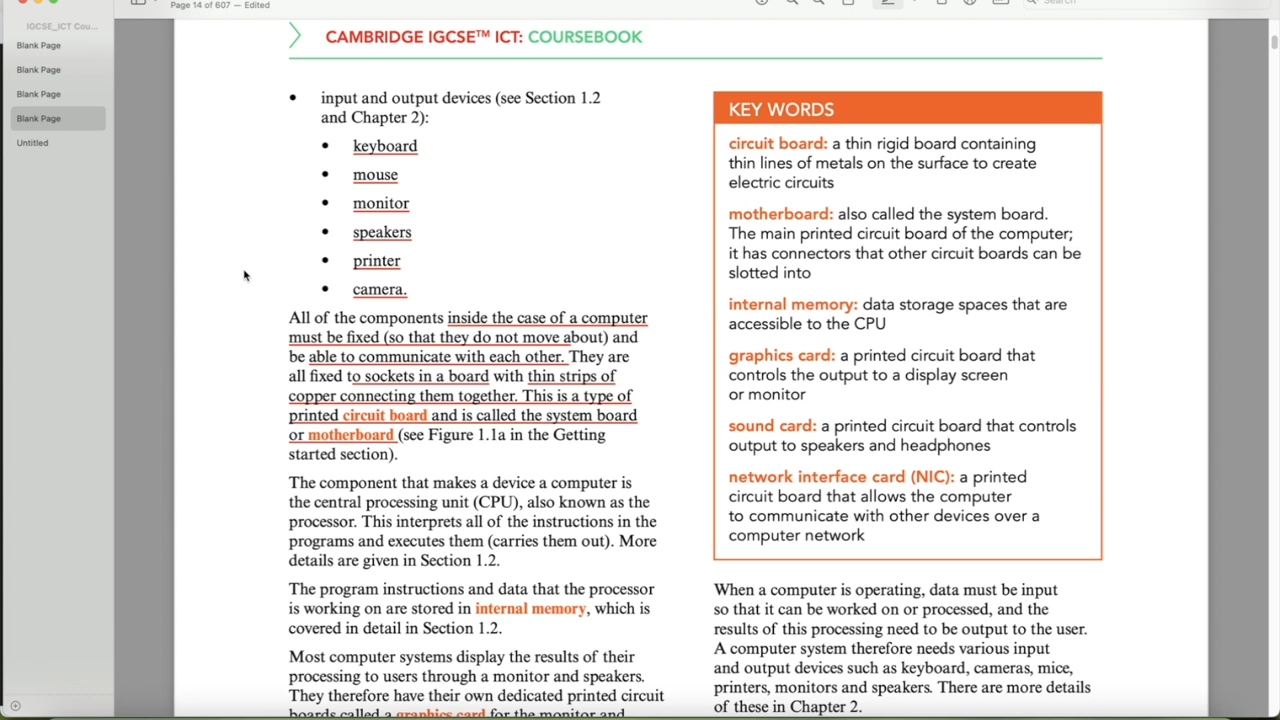 Page 14 of 607 — Edited
Search
IGCSE_ICT Cou...
Blank Page
Blank Page
Blank Page
Blank Page
Untitled
CAMBRIDGE IGCSE™ ICT: COURSEBOOK
• input and output devices (see Section 1.2
and Chapter 2):
• keyboard
• mouse
• monitor
• speakers
• printer
• camera.
All of the components inside the case of a computer
must be fixed (so that they do not move about) and
be able to communicate with each other. They are
all fixed to sockets in a board with thin strips of
copper connecting them together. This is a type of
printed circuit board and is called the system board
or motherboard (see Figure 1.1a in the Getting
started section).
The component that makes a device a computer is
the central processing unit (CPU), also known as the
processor. This interprets all of the instructions in the
programs and executes them (carries them out). More
details are given in Section 1.2.
The program instructions and data that the processor
is working on are stored in internal memory, which is
covered in detail in Section 1.2.
Most computer systems display the results of their
processing to users through a monitor and speakers.
They therefore have their own dedicated printed circuit
boards called a graphics card for the monitor and
KEY WORDS
circuit board: a thin rigid board containing
thin lines of metals on the surface to create
electric circuits
motherboard: also called the system board.
The main printed circuit board of the computer;
it has connectors that other circuit boards can be
slotted into
internal memory: data storage spaces that are
accessible to the CPU
graphics card: a printed circuit board that
controls the output to a display screen
or monitor
sound card: a printed circuit board that controls
output to speakers and headphones
network interface card (NIC): a printed
circuit board that allows the computer
to communicate with other devices over a
computer network
When a computer is operating, data must be input
so that it can be worked on or processed, and the
results of this processing need to be output to the user.
A computer system therefore needs various input
and output devices such as keyboard, cameras, mice,
printers, monitors and speakers. There are more details
of these in Chapter 2.